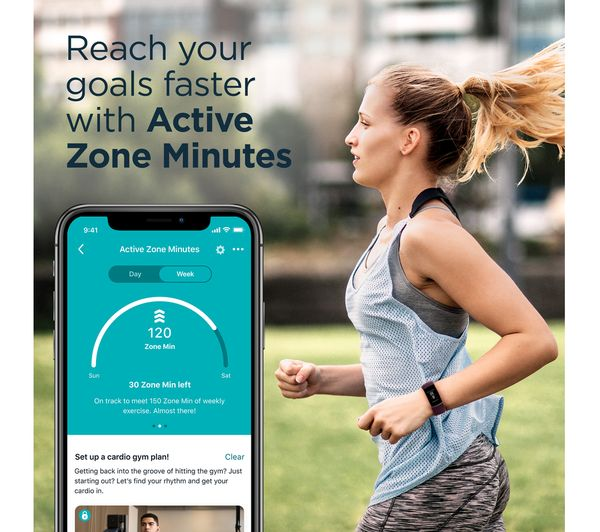 Reach your
goals faster
with Active
Zone Minutes
9:41
Active Zone Minutes
Day Week
120
Zone Min
Sun Sat
30 Zone Min left
On track to meet 150 Zone Min of weekly
exercise. Almost there!
Set up a cardio gym plan! Clear
Getting back into the groove of hitting the gym? Just
starting out? Let's find your rhythm and get your
cardio in.